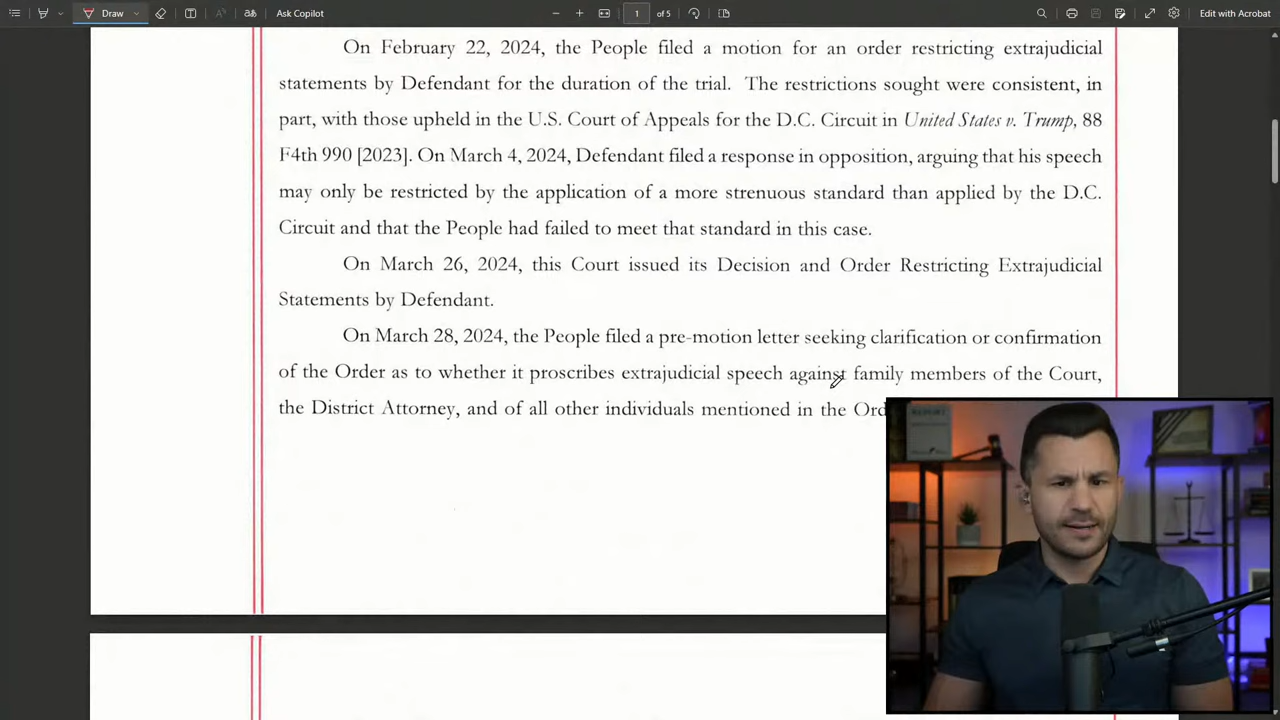 Draw
Ask Copilot
1 of 5
Edit with Acrobat
On February 22, 2024, the People filed a motion for an order restricting extrajudicial
statements by Defendant for the duration of the trial. The restrictions sought were consistent, in
part, with those upheld in the U.S. Court of Appeals for the D.C. Circuit in United States v. Trump, 88
F4th 990 [2023]. On March 4, 2024, Defendant filed a response in opposition, arguing that his speech
may only be restricted by the application of a more strenuous standard than applied by the D.C.
Circuit and that the People had failed to meet that standard in this case.
On March 26, 2024, this Court issued its Decision and Order Restricting Extrajudicial
Statements by Defendant.
On March 28, 2024, the People filed a pre-motion letter seeking clarification or confirmation
of the Order as to whether it proscribes extrajudicial speech against family members of the Court,
the District Attorney, and of all other individuals mentioned in the Ord
REPORT